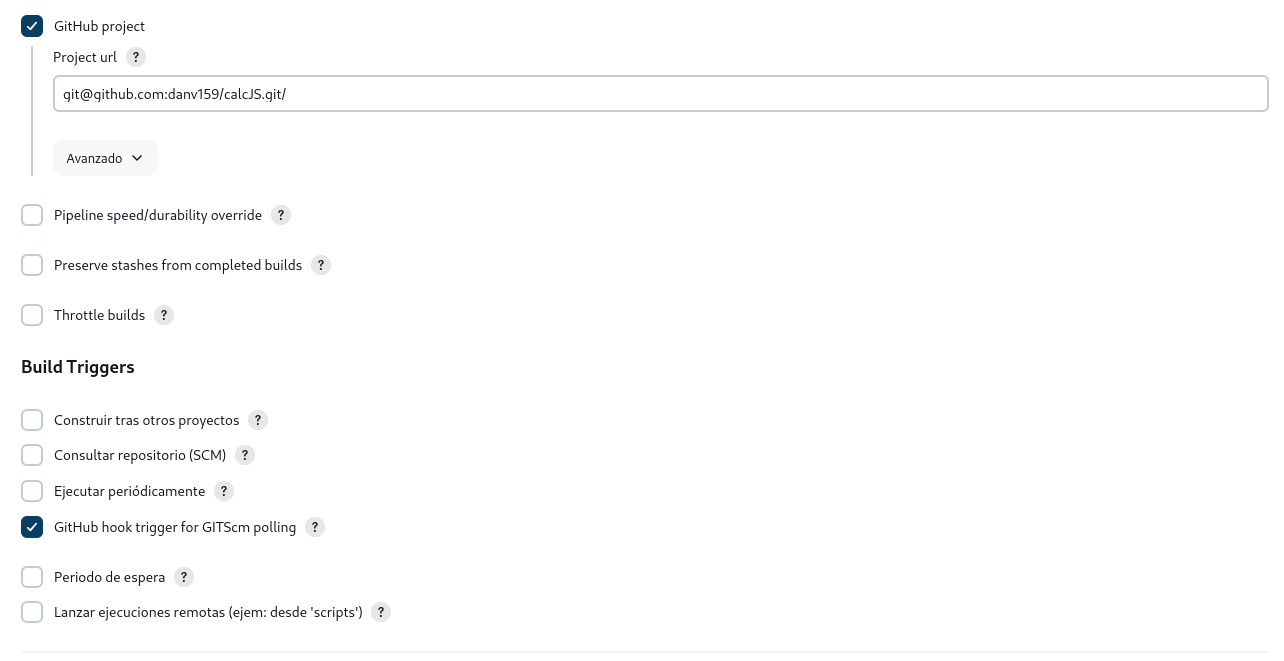 GitHub project
Project url ?
git@github.com:danv159/calcJS.git/
Avanzado
Pipeline speed/durability override ?
Preserve stashes from completed builds ?
Throttle builds ?
Build Triggers
Construir tras otros proyectos ?
Consultar repositorio (SCM) ?
Ejecutar periódicamente ?
GitHub hook trigger for GITScm polling ?
Periodo de espera ?
Lanzar ejecuciones remotas (ejem: desde 'scripts') ?